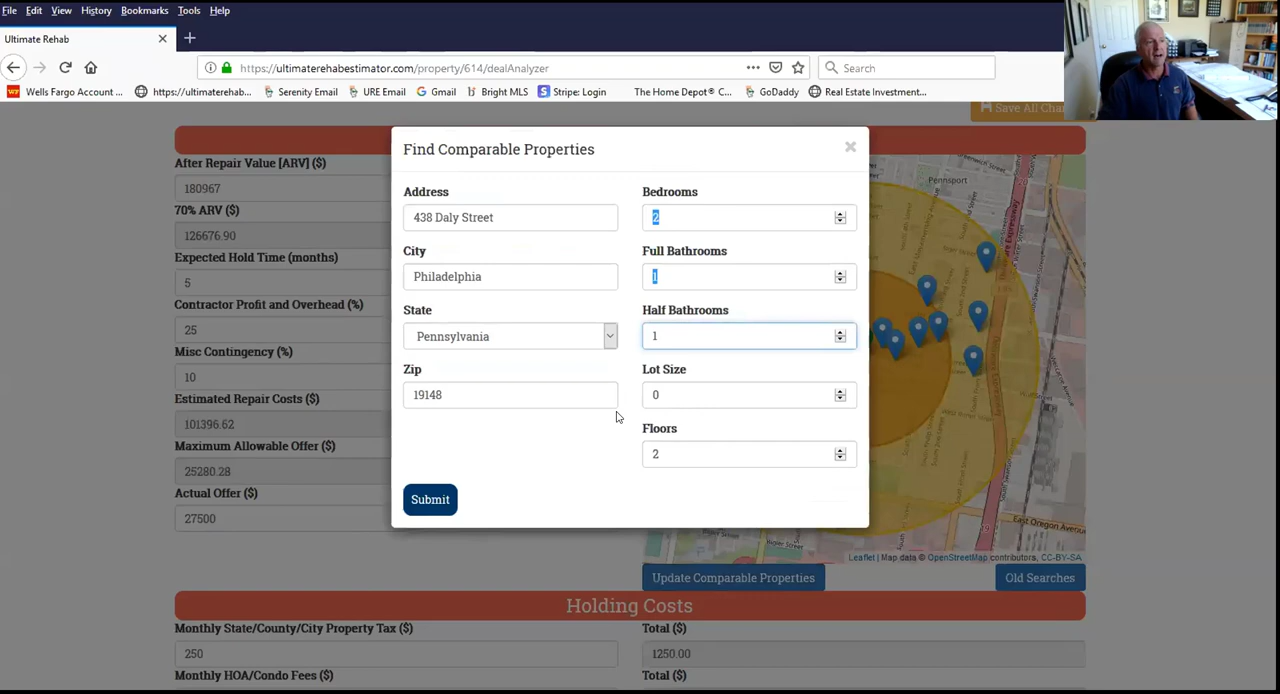 File Edit View History Bookmarks Tools Help
Ultimate Rehab
https://ultimaterehabestimator.com/property/614/dealAnalyzer
Search
Wells Fargo Account ... https://ultimaterehab... Serenity Email URE Email Gmail Bright MLS Stripe: Login The Home Depot® C... GoDaddy Real Estate Investment...
Save All Cha
After Repair Value [ARV] ($)
180967
70% ARV ($)
126676.90
Expected Hold Time (months)
5
Contractor Profit and Overhead (%)
25
Misc Contingency (%)
10
Estimated Repair Costs ($)
101396.62
Maximum Allowable Offer ($)
25280.28
Actual Offer ($)
27500
Find Comparable Properties
Address
438 Daly Street
City
Philadelphia
State
Pennsylvania
Zip
19148
Bedrooms
2
Full Bathrooms
1
Half Bathrooms
1
Lot Size
0
Floors
2
Submit
Pennsport
East Oregon Avenue
Leaflet | Map data © OpenStreetMap contributors, CC-BY-SA
Update Comparable Properties Old Searches
Holding Costs
Monthly State/County/City Property Tax ($) Total ($)
250 1250.00
Monthly HOA/Condo Fees ($) Total ($)